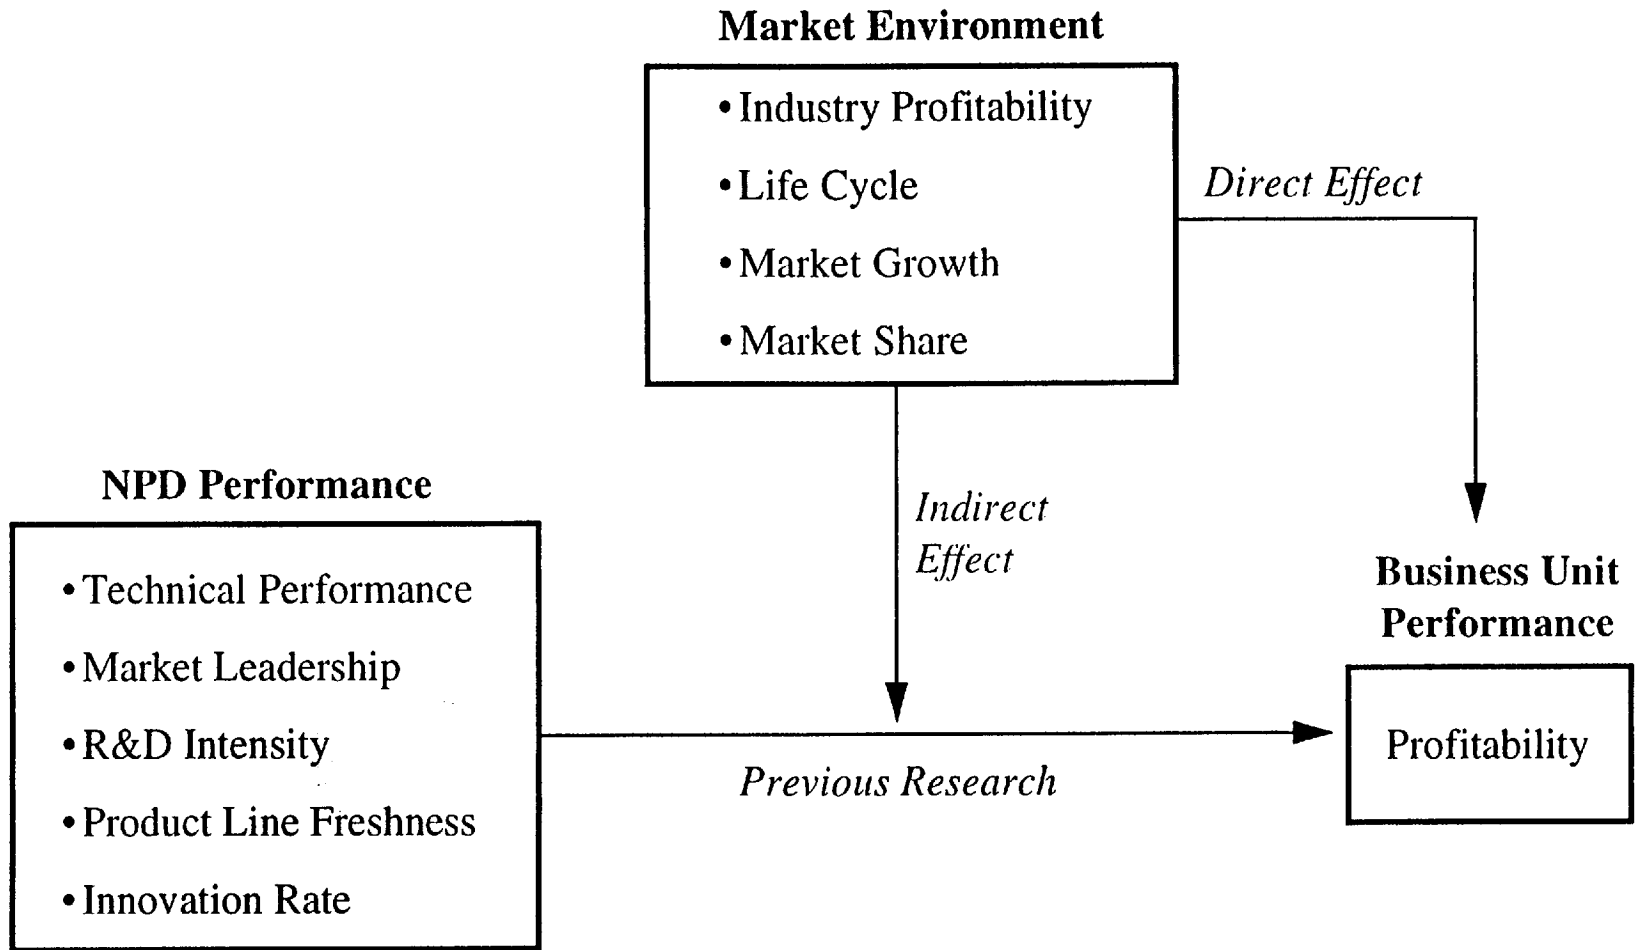 Market Environment
• Industry Profitability
• Life Cycle
• Market Growth
• Market Share
Direct Effect
Indirect
Effect
NPD Performance
• Technical Performance
• Market Leadership
• R&D Intensity
• Product Line Freshness
• Innovation Rate
Previous Research
Business Unit
Performance
Profitability